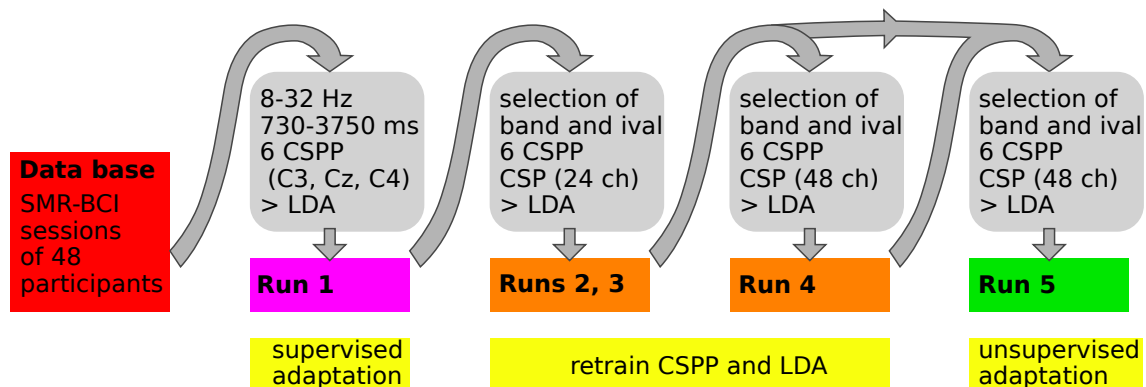 Data base
SMR-BCI
sessions
of 48
participants
8-32 Hz
730-3750 ms
6 CSPP
(C3, Cz, C4)
> LDA
Run 1
supervised
adaptation
selection of
band and ival
6 CSPP
CSP (24 ch)
> LDA
Runs 2, 3
selection of
band and ival
6 CSPP
CSP (48 ch)
> LDA
Run 4
retrain CSPP and LDA
selection of
band and ival
6 CSPP
CSP (48 ch)
> LDA
Run 5
unsupervised
adaptation